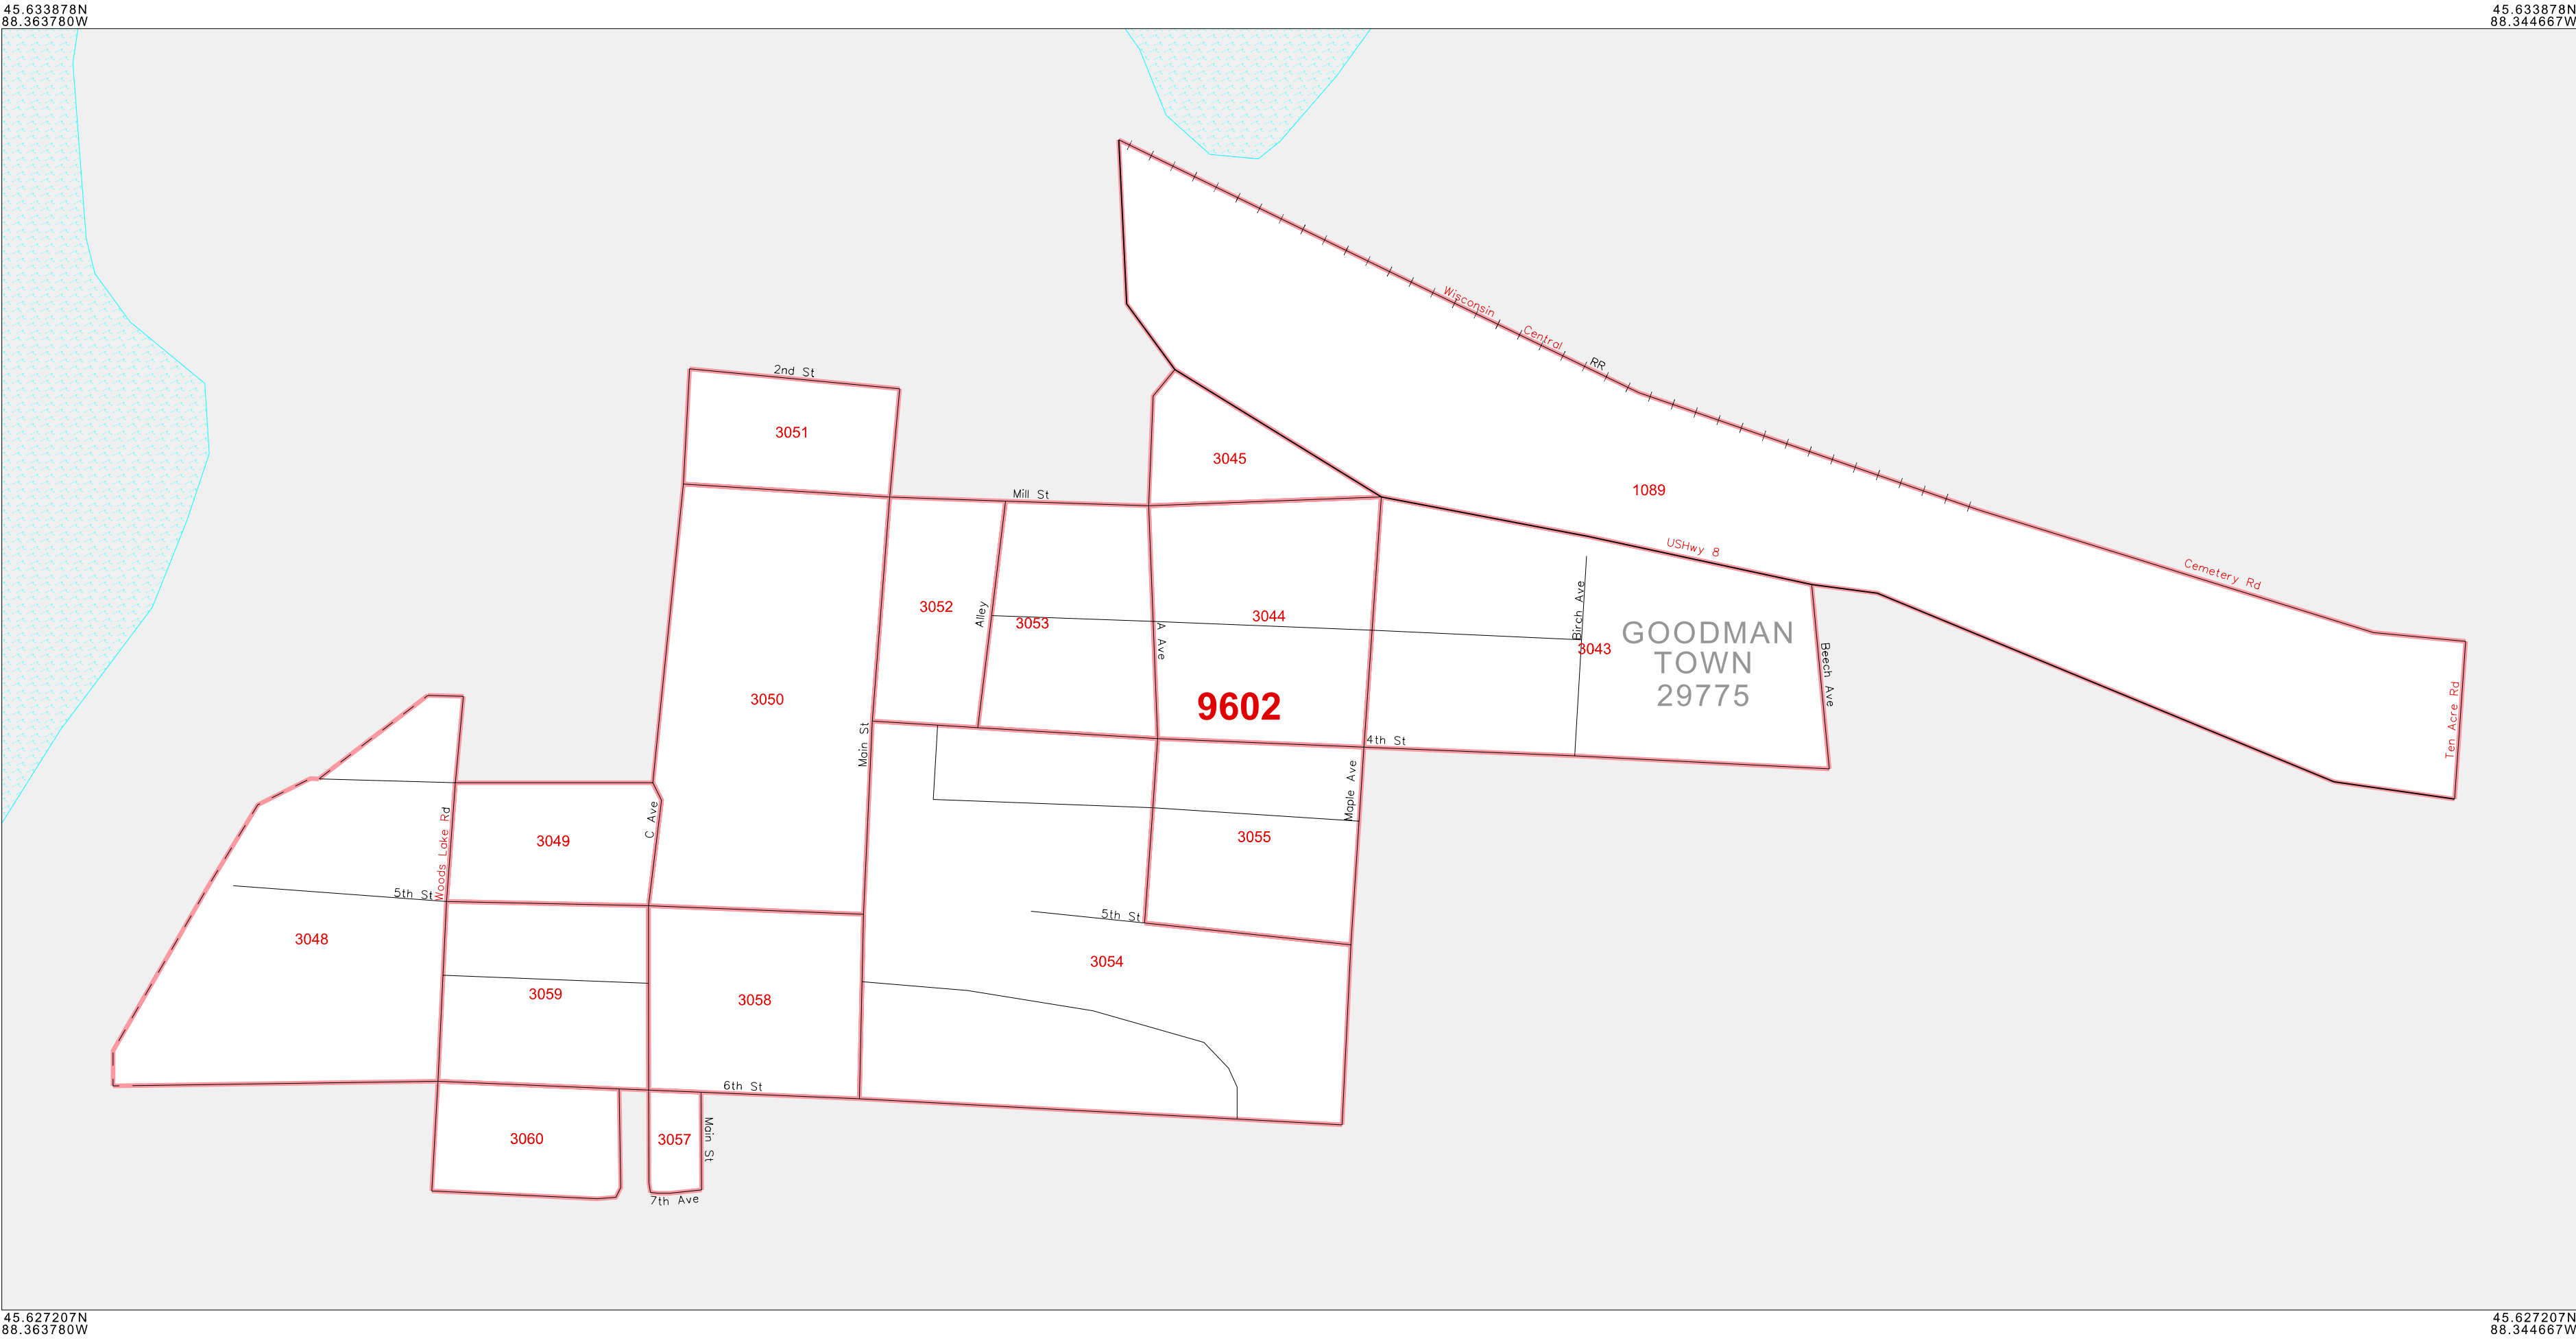 45.633878N
88.363780W
45.633878N
88.344667W
Wisconsin Central RR
2nd St
3051
3045
Mill St
1089
USHwy 8
Cemetery Rd
3052
Alley
3053
A Ave
3044
Birch Ave
3043
GOODMAN
TOWN
29775
Beech Ave
Ten Acre Rd
3050
9602
Main St
4th St
Maple Ave
Woods Lake Rd
C Ave
3049
3055
5th St
5th St
3048
3054
3059
3058
6th St
3060
3057
Main St
7th Ave
45.627207N
88.363780W
45.627207N
88.344667W